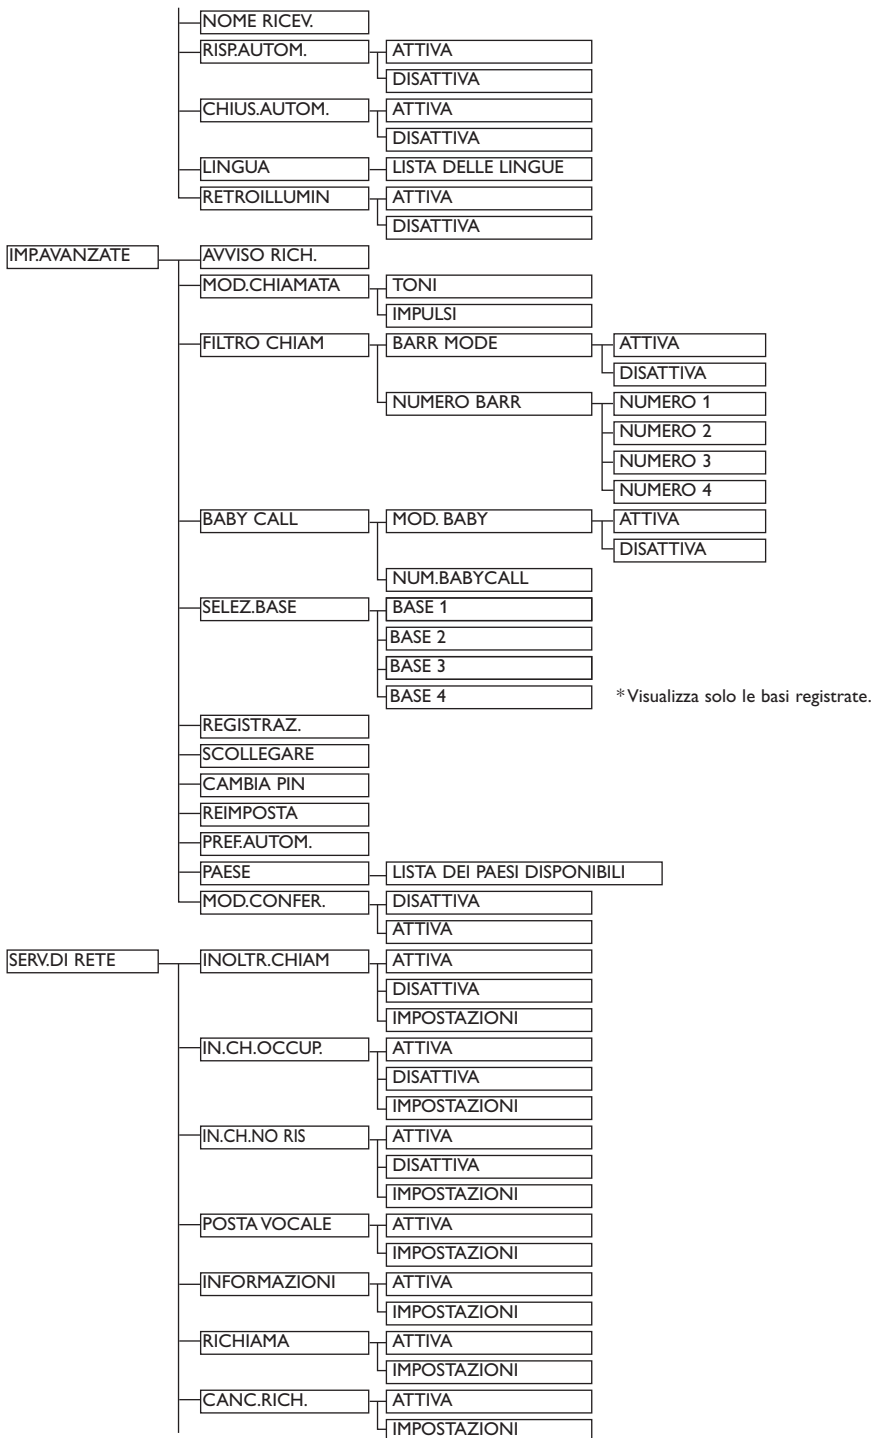 NOME RICEV.
RISP.AUTOM. ATTIVA
DISATTIVA
CHIUS.AUTOM. ATTIVA
DISATTIVA
LINGUA LISTA DELLE LINGUE
RETROILLUMIN ATTIVA
DISATTIVA
IMP.AVANZATE AVVISO RICH.
MOD.CHIAMATA TONI
IMPULSI
FILTRO CHIAM BARR MODE ATTIVA
DISATTIVA
NUMERO BARR NUMERO 1
NUMERO 2
NUMERO 3
NUMERO 4
BABY CALL MOD. BABY ATTIVA
DISATTIVA
NUM.BABYCALL
SELEZ.BASE BASE 1
BASE 2
BASE 3
BASE 4 * Visualizza solo le basi registrate.
REGISTRAZ.
SCOLLEGARE
CAMBIA PIN
REIMPOSTA
PREF.AUTOM.
PAESE LISTA DEI PAESI DISPONIBILI
MOD.CONFER. DISATTIVA
ATTIVA
SERV.DI RETE INOLTR.CHIAM ATTIVA
DISATTIVA
IMPOSTAZIONI
IN.CH.OCCUP. ATTIVA
DISATTIVA
IMPOSTAZIONI
IN.CH.NO RIS ATTIVA
DISATTIVA
IMPOSTAZIONI
POSTA VOCALE ATTIVA
IMPOSTAZIONI
INFORMAZIONI ATTIVA
IMPOSTAZIONI
RICHIAMA ATTIVA
IMPOSTAZIONI
CANC.RICH. ATTIVA
IMPOSTAZIONI